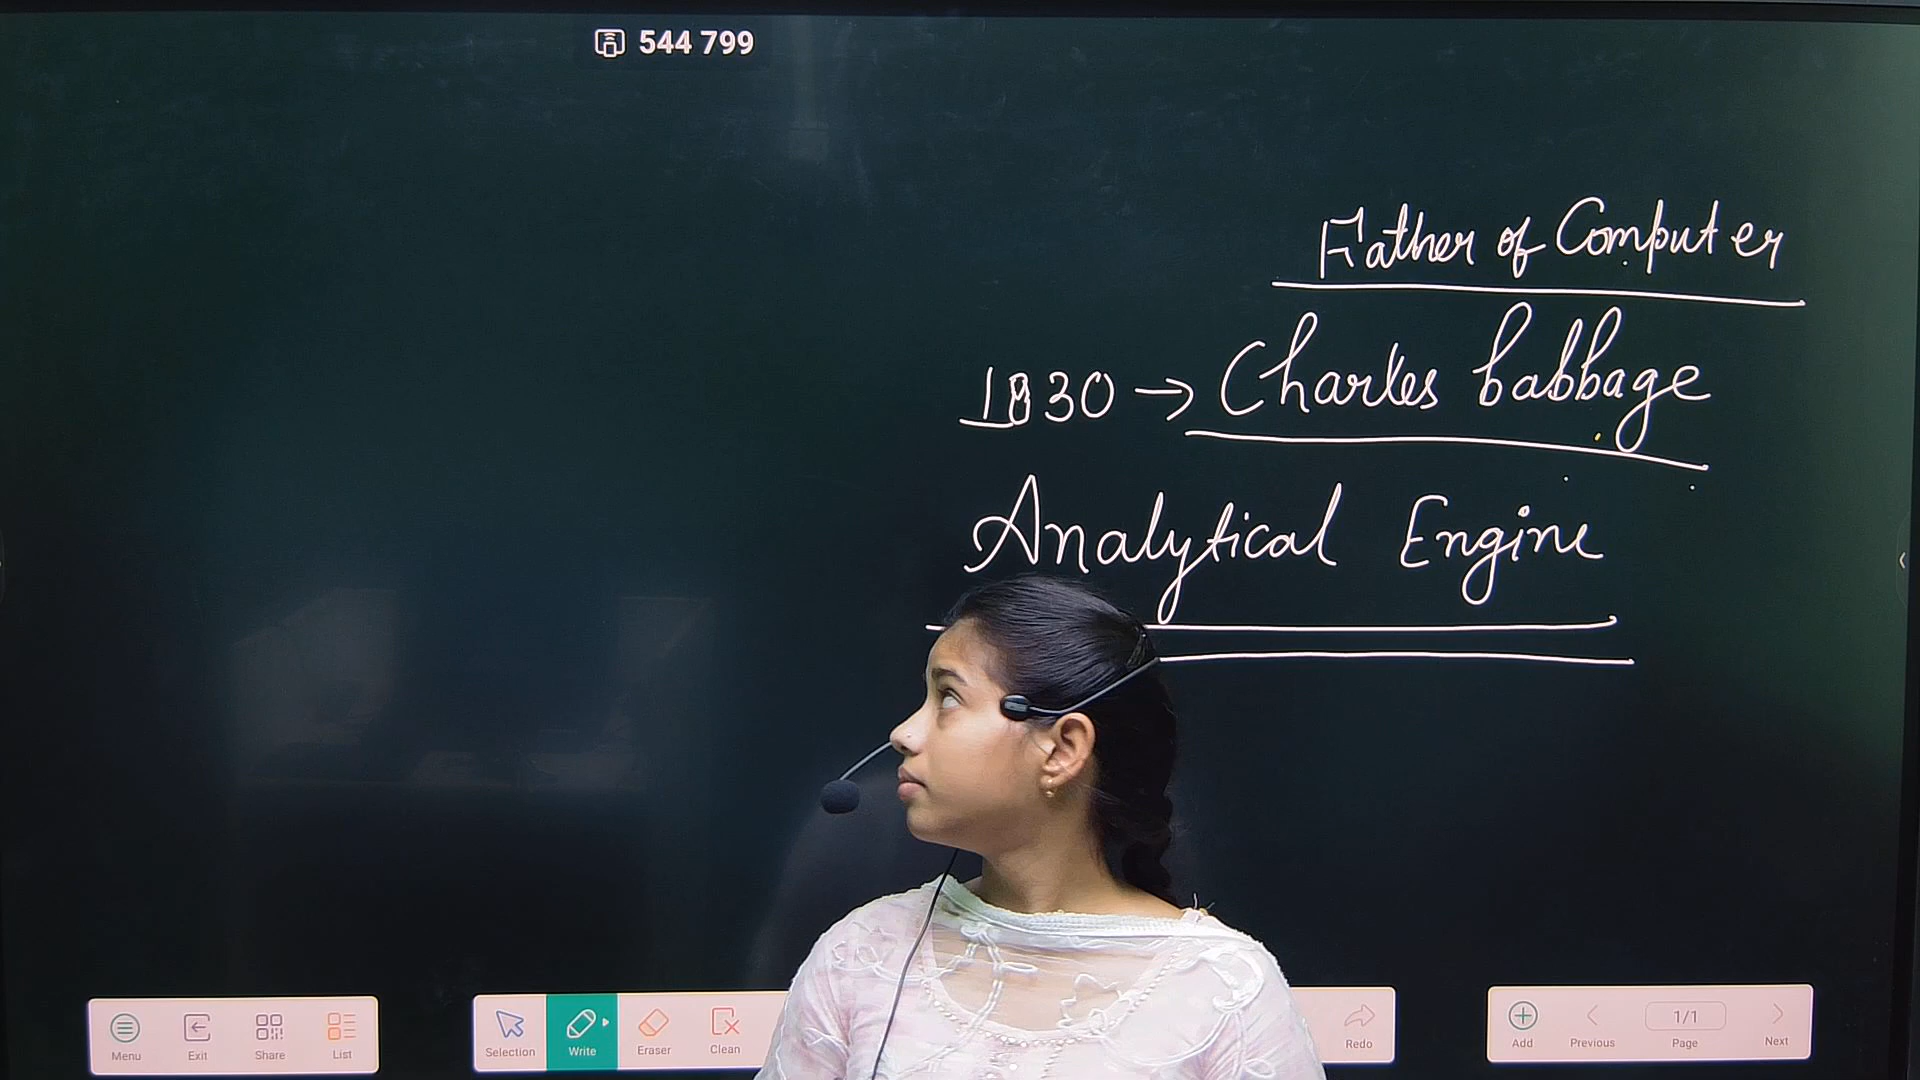 544 799
Father of Computer
1830 → Charles babbage
Analytical Engine
Menu Exit Share List Selection Write Eraser Clean Redo Add Previous 1/1 Page Next